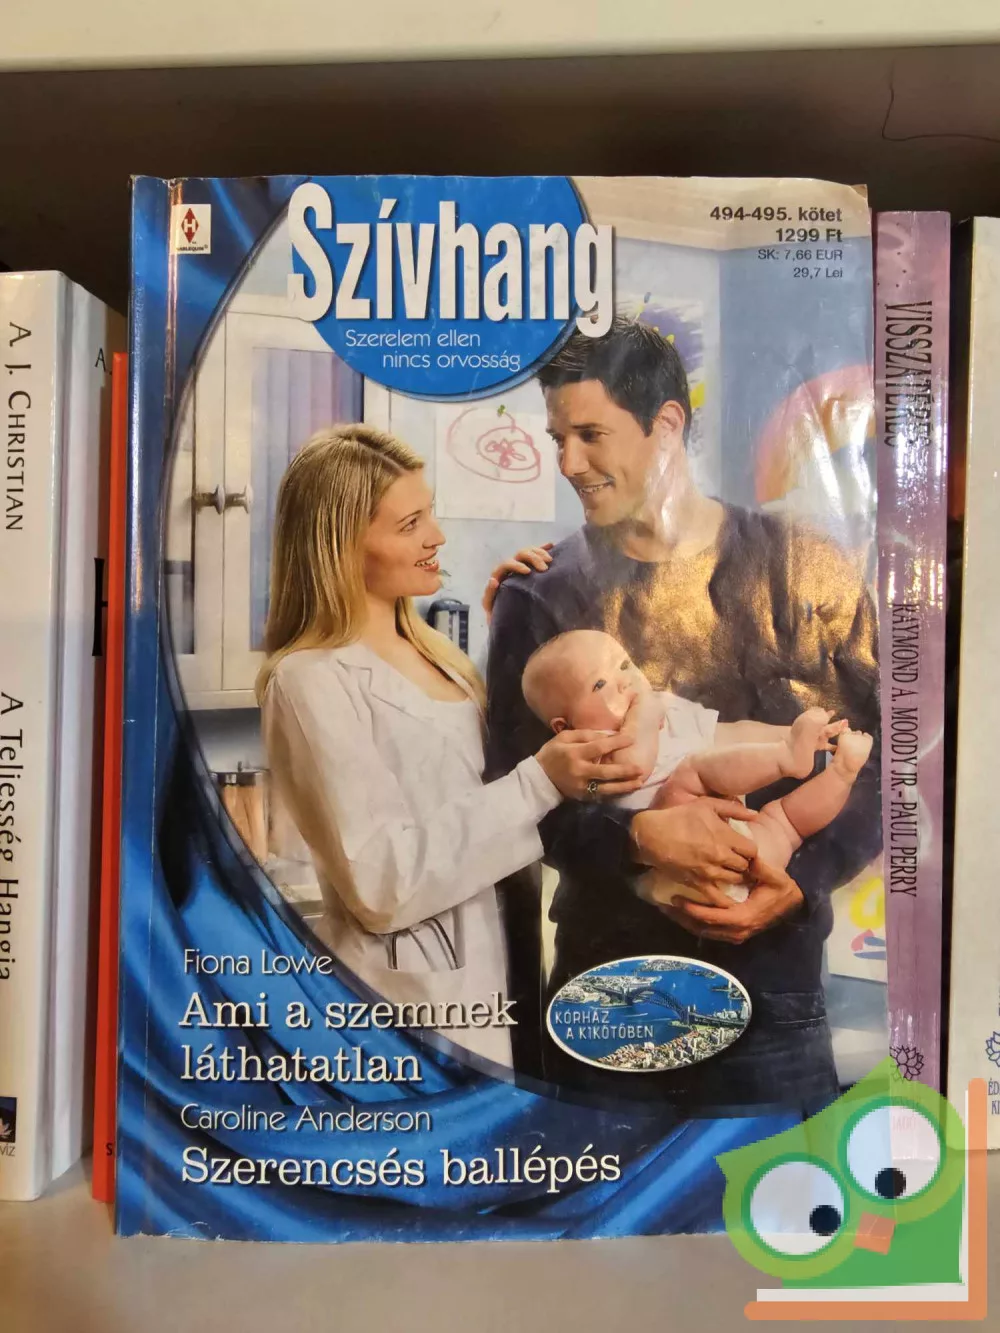 Szívhang
Szerelem ellen
nincs orvosság
494-495. kötet
1299 Ft
SK: 7,66 EUR
29,7 Lei
HARLEQUIN
KÓRHÁZ
A KIKÖTŐBEN
Fiona Lowe
Ami a szemnek
láthatatlan
Caroline Anderson
Szerencsés ballépés
A. J. CHRISTIAN
A TELJESSÉG HANGJA
VISSZATÉRÉS
RAYMOND A. MOODY JR.-PAUL PERRY